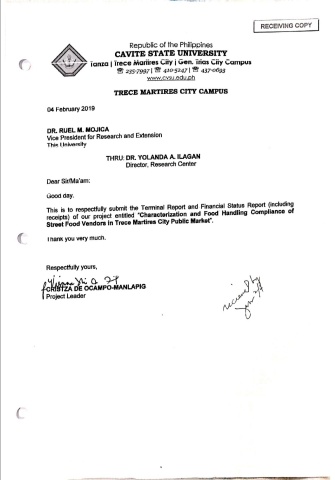 RECEIVING COPY
Republic of the Philippines
CAVITE STATE UNIVERSITY
Tanza | Trece Martires City | Gen. Trias City Campus
☎ 235-7997 | ☎ 410-5247 | ☎ 437-0693
www.cvsu.edu.ph
TRECE MARTIRES CITY CAMPUS
04 February 2019
DR. RUEL M. MOJICA
Vice President for Research and Extension
This University
THRU: DR. YOLANDA A. ILAGAN
Director, Research Center
Dear Sir/Ma'am:
Good day.
This is to respectfully submit the Terminal Report and Financial Status Report (including
receipts) of our project entitled "Characterization and Food Handling Compliance of
Street Food Vendors in Trece Martires City Public Market".
Thank you very much.
Respectfully yours,
CRISTZA DE OCAMPO-MANLAPIG
Project Leader
received by